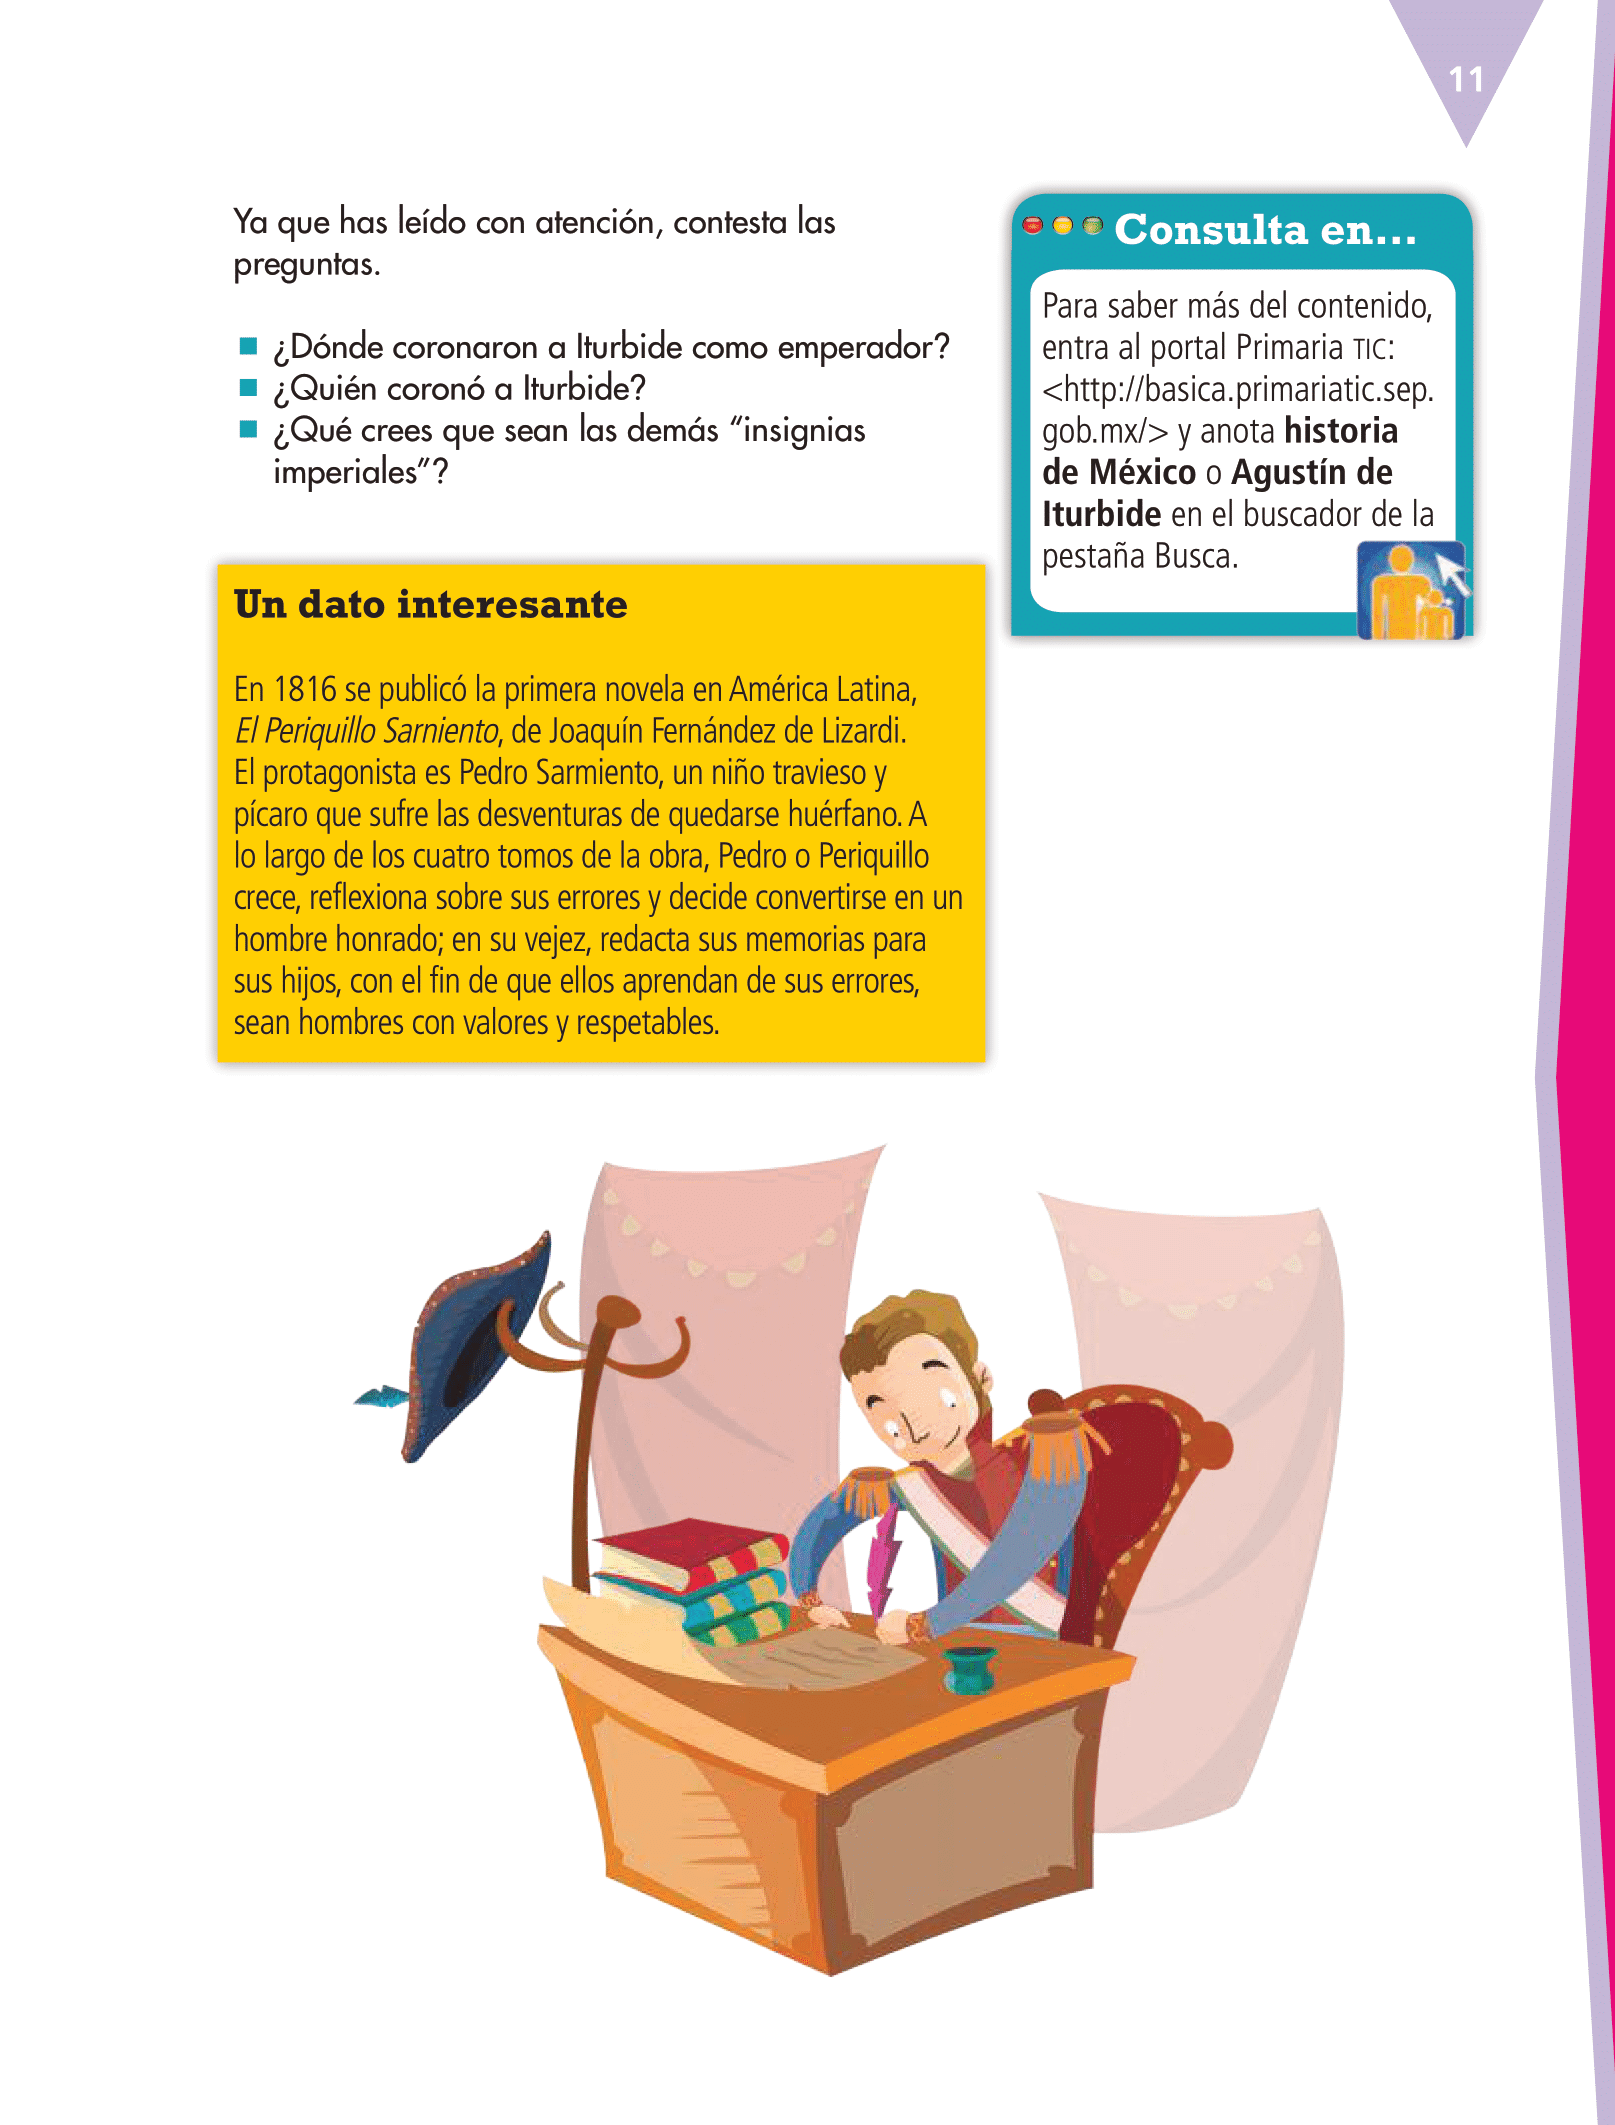 11
Ya que has leído con atención, contesta las
preguntas.
¿Dónde coronaron a Iturbide como emperador?
¿Quién coronó a Iturbide?
¿Qué crees que sean las demás “insignias
imperiales”?
Consulta en...
Para saber más del contenido,
entra al portal Primaria TIC:
<http://basica.primariatic.sep.
gob.mx/> y anota historia
de México o Agustín de
Iturbide en el buscador de la
pestaña Busca.
Un dato interesante
En 1816 se publicó la primera novela en América Latina,
El Periquillo Sarniento, de Joaquín Fernández de Lizardi.
El protagonista es Pedro Sarmiento, un niño travieso y
pícaro que sufre las desventuras de quedarse huérfano. A
lo largo de los cuatro tomos de la obra, Pedro o Periquillo
crece, reflexiona sobre sus errores y decide convertirse en un
hombre honrado; en su vejez, redacta sus memorias para
sus hijos, con el fin de que ellos aprendan de sus errores,
sean hombres con valores y respetables.